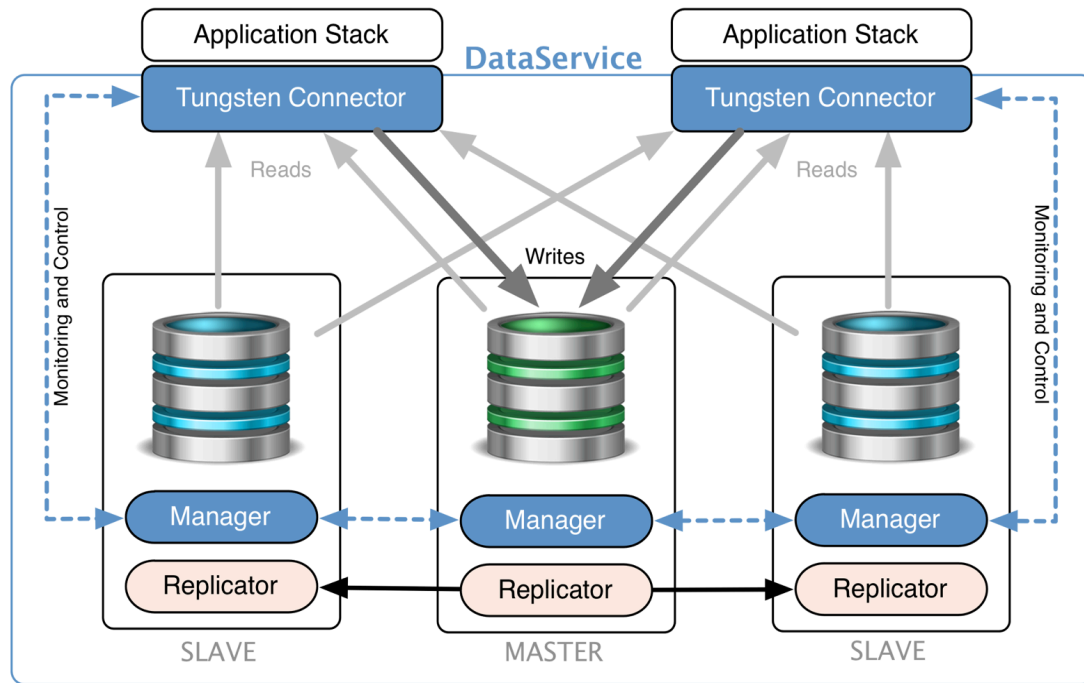 Application Stack
Application Stack
DataService
Tungsten Connector
Tungsten Connector
Reads
Reads
Monitoring and Control
Monitoring and Control
Writes
Manager
Manager
Manager
Replicator
Replicator
Replicator
SLAVE
MASTER
SLAVE